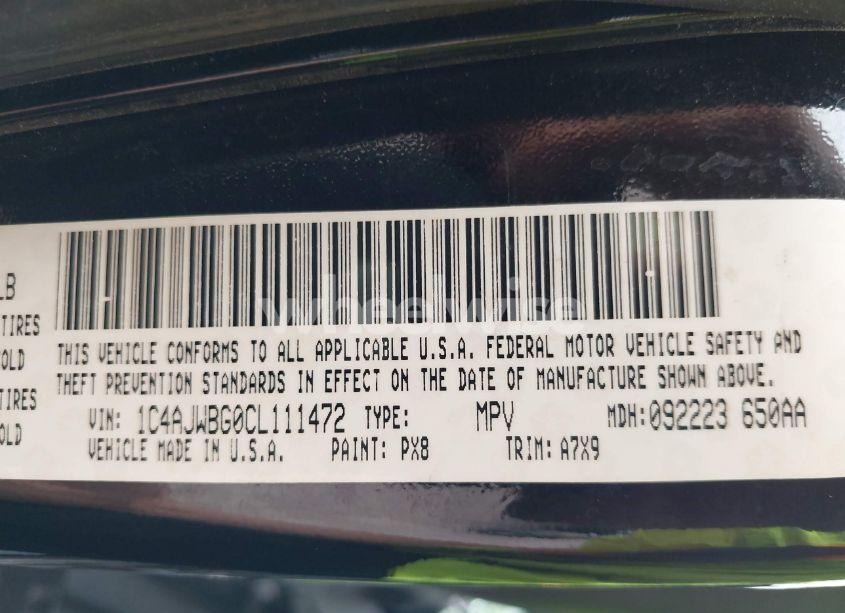 LB
TIRES
OLD
TIRES
OLD
wheelwise
THIS VEHICLE CONFORMS TO ALL APPLICABLE U.S.A. FEDERAL MOTOR VEHICLE SAFETY AND
THEFT PREVENTION STANDARDS IN EFFECT ON THE DATE OF MANUFACTURE SHOWN ABOVE.
VIN: 1C4AJWBG0CL111472 TYPE: MPV MDH:092223 650AA
VEHICLE MADE IN U.S.A. PAINT: PX8 TRIM: A7X9